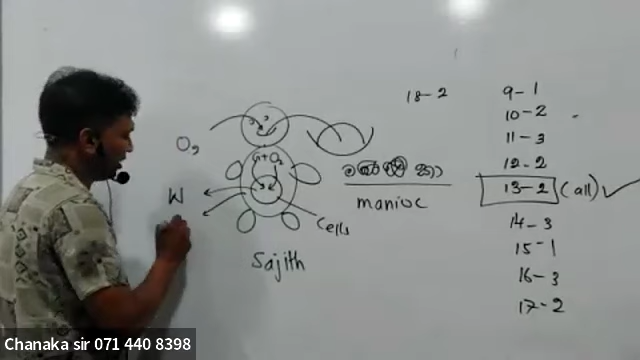 18-2
9-1
10-2
11-3
12-2
13-2 (all) ✓
14-3
15-1
16-3
17-2
O₂
G+O₂
W
cells
manioc
Sajith
Chanaka sir 071 440 8398